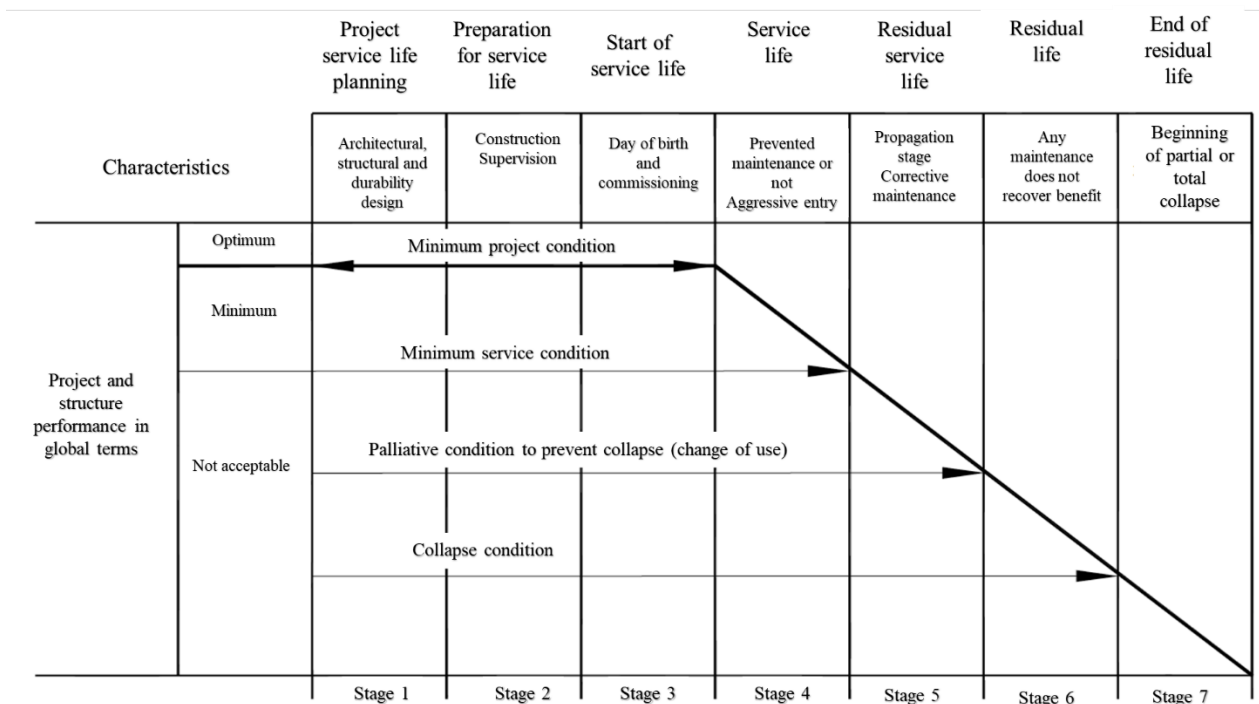 Project
service life
planning
Preparation
for service
life
Start of
service life
Service
life
Residual
service
life
Residual
life
End of
residual
life
Characteristics
Architectural,
structural and
durability
design
Construction
Supervision
Day of birth
and
commissioning
Prevented
maintenance or
not
Aggressive entry
Propagation
stage
Corrective
maintenance
Any
maintenance
does not
recover benefit
Beginning
of partial or
total
collapse
Project and
structure
performance in
global terms
Optimum
Minimum project condition
Minimum
Minimum service condition
Not acceptable
Palliative condition to prevent collapse (change of use)
Collapse condition
Stage 1
Stage 2
Stage 3
Stage 4
Stage 5
Stage 6
Stage 7